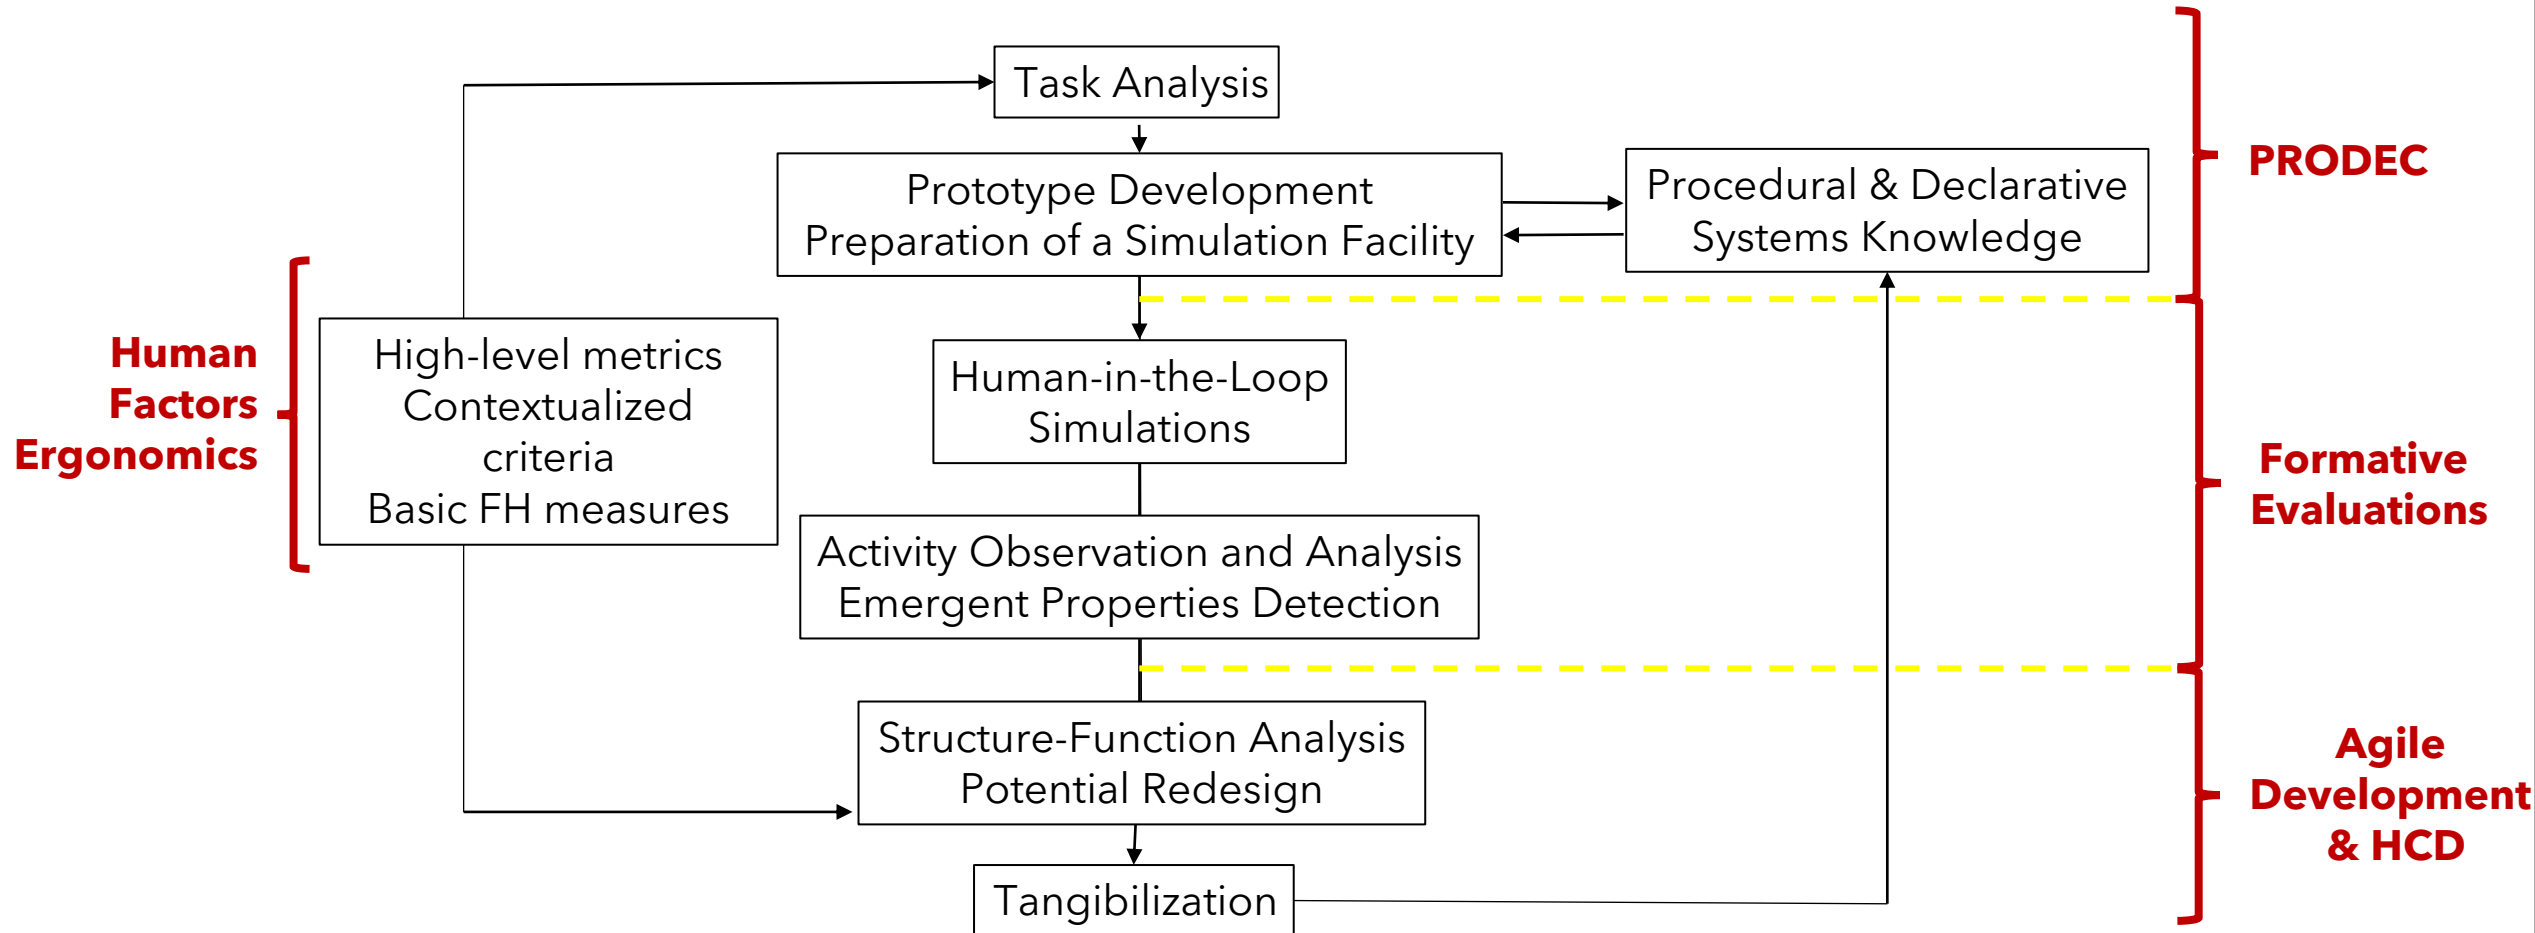 Task Analysis
Prototype Development
Preparation of a Simulation Facility
Procedural & Declarative
Systems Knowledge
PRODEC
Human
Factors
Ergonomics
High-level metrics
Contextualized
criteria
Basic FH measures
Human-in-the-Loop
Simulations
Formative
Evaluations
Activity Observation and Analysis
Emergent Properties Detection
Structure-Function Analysis
Potential Redesign
Agile
Development
& HCD
Tangibilization